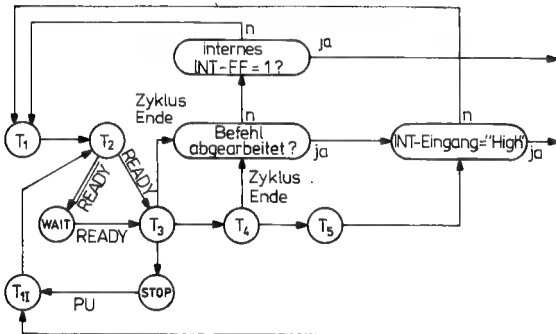 n
n
internes
INT-FF = 1 ?
ja
Zyklus
Ende
n
n
T1
T2
Befehl
abgearbeitet ?
ja
INT-Eingang="High"
ja
READY
READY
Zyklus
Ende
WAIT
READY
T3
T4
T5
T1I
PU
STOP